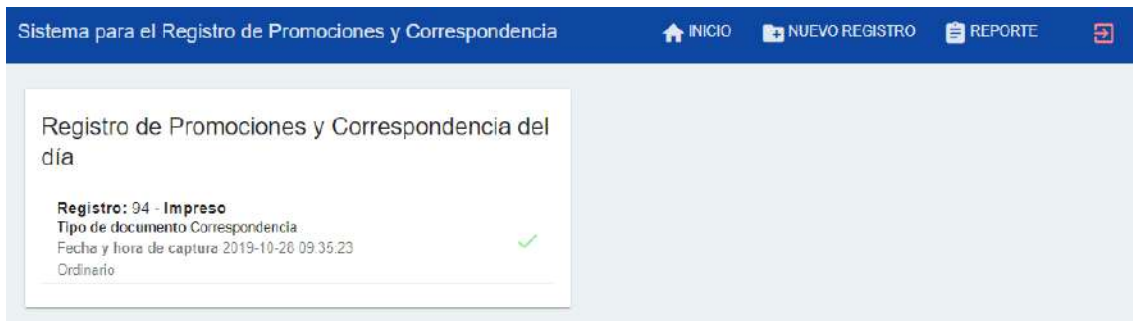 Sistema para el Registro de Promociones y Correspondencia
INICIO
NUEVO REGISTRO
REPORTE
Registro de Promociones y Correspondencia del
día
Registro: 94 - Impreso
Tipo de documento Correspondencia
Fecha y hora de captura 2019-10-28 09:35:23
Ordinario